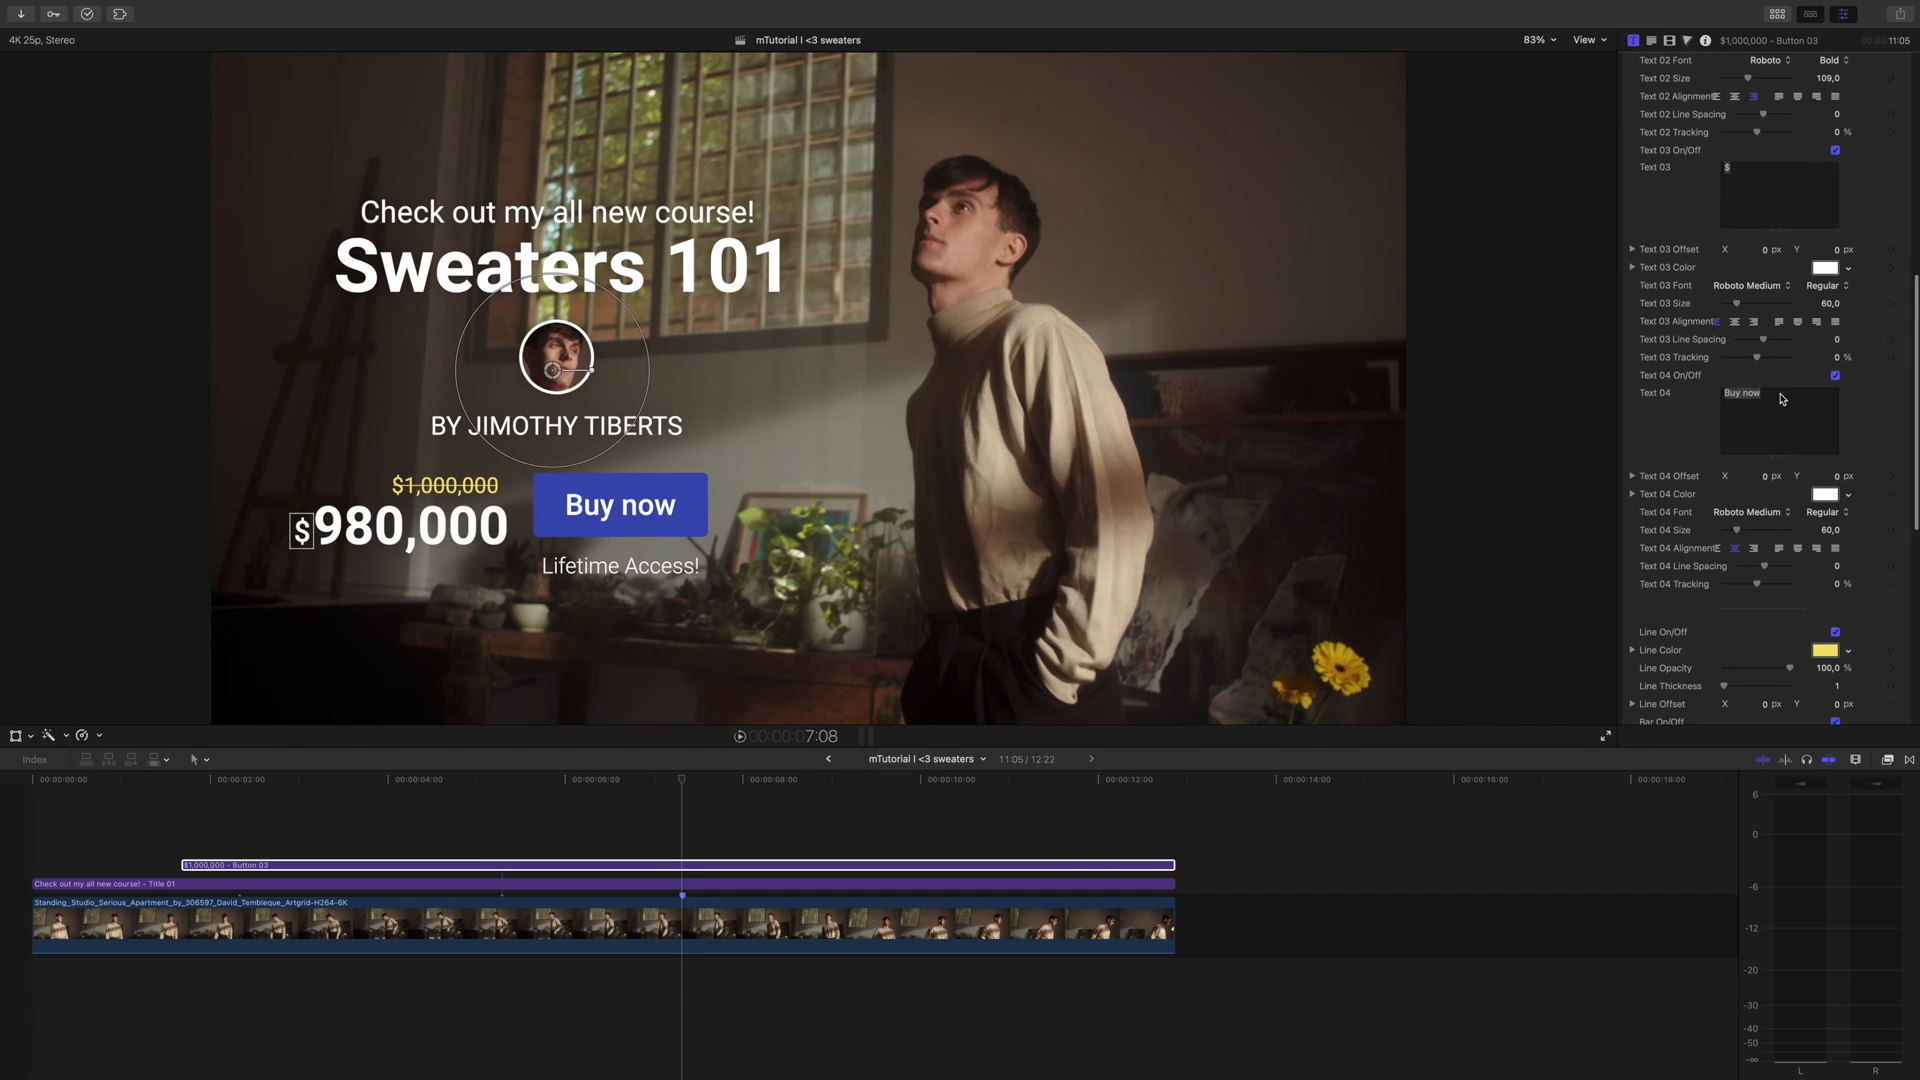 4K 25p, Stereo
mTutorial I <3 sweaters
83%
View
$1,000,000 - Button 03
00:00:11:05
Text 02 Font Roboto Bold
Text 02 Size 109,0
Text 02 Alignment
Text 02 Line Spacing 0
Text 02 Tracking 0 %
Text 03 On/Off
Text 03 $
Text 03 Offset X 0 px Y 0 px
Text 03 Color
Text 03 Font Roboto Medium Regular
Text 03 Size 60,0
Text 03 Alignment
Text 03 Line Spacing 0
Text 03 Tracking 0 %
Text 04 On/Off
Text 04 Buy now
Text 04 Offset X 0 px Y 0 px
Text 04 Color
Text 04 Font Roboto Medium Regular
Text 04 Size 60,0
Text 04 Alignment
Text 04 Line Spacing 0
Text 04 Tracking 0 %
Line On/Off
Line Color
Line Opacity 100,0 %
Line Thickness 1
Line Offset X 0 px Y 0 px
Bar On/Off
Check out my all new course!
Sweaters 101
BY JIMOTHY TIBERTS
$1,000,000
$980,000
Buy now
Lifetime Access!
00:00:07:08
Index
mTutorial I <3 sweaters
11:05 / 12:22
00:00:00:00
00:00:02:00
00:00:04:00
00:00:06:00
00:00:08:00
00:00:10:00
00:00:12:00
00:00:14:00
00:00:16:00
00:00:18:00
$1,000,000 - Button 03
Check out my all new course! - Title 01
Standing_Studio_Serious_Apartment_by_306597_David_Tembleque_Artgrid-H264-6K
-∞ -∞
6
0
-6
-12
-20
-30
-40
-50
-∞
L R